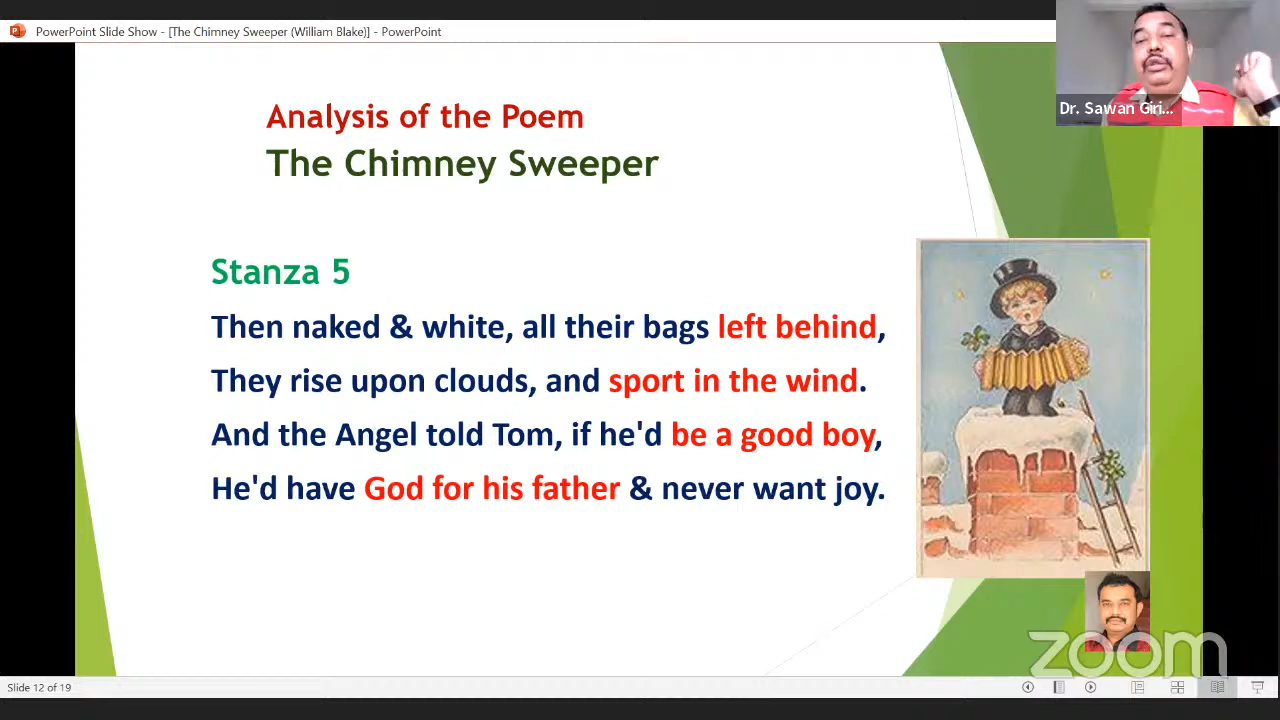 PowerPoint Slide Show - [The Chimney Sweeper (William Blake)] - PowerPoint
Dr. Sawan Giri...
Analysis of the Poem
The Chimney Sweeper
Stanza 5
Then naked & white, all their bags left behind,
They rise upon clouds, and sport in the wind.
And the Angel told Tom, if he'd be a good boy,
He'd have God for his father & never want joy.
zoom
Slide 12 of 19